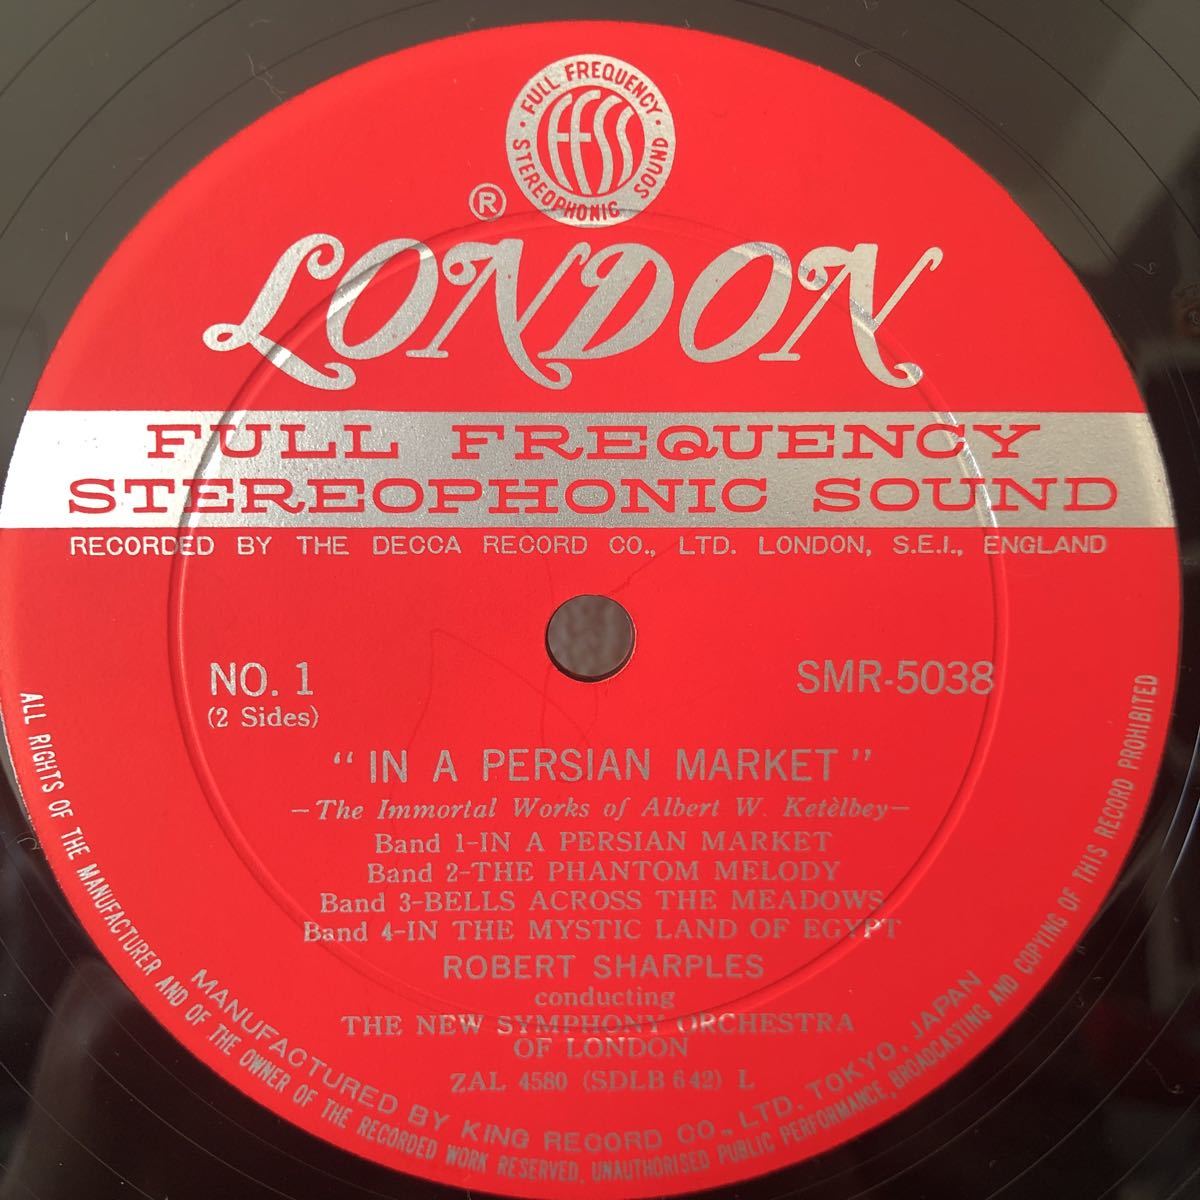 FULL FREQUENCY
FFSS
STEREOPHONIC SOUND
®
LONDON
FULL FREQUENCY
STEREOPHONIC SOUND
RECORDED BY THE DECCA RECORD CO., LTD. LONDON, S.E.I., ENGLAND
NO. 1
SMR-5038
(2 Sides)
"IN A PERSIAN MARKET"
—The Immortal Works of Albert W. Ketèlbey—
Band 1-IN A PERSIAN MARKET
Band 2-THE PHANTOM MELODY
Band 3-BELLS ACROSS THE MEADOWS
Band 4-IN THE MYSTIC LAND OF EGYPT
ROBERT SHARPLES
conducting
THE NEW SYMPHONY ORCHESTRA
OF LONDON
ZAL 4580 (SDLB 642) L
MANUFACTURED BY KING RECORD CO., LTD. TOKYO, JAPAN
ALL RIGHTS OF THE MANUFACTURER AND OF THE OWNER OF THE RECORDED WORK RESERVED, UNAUTHORISED PUBLIC PERFORMANCE, BROADCASTING AND COPYING OF THIS RECORD PROHIBITED